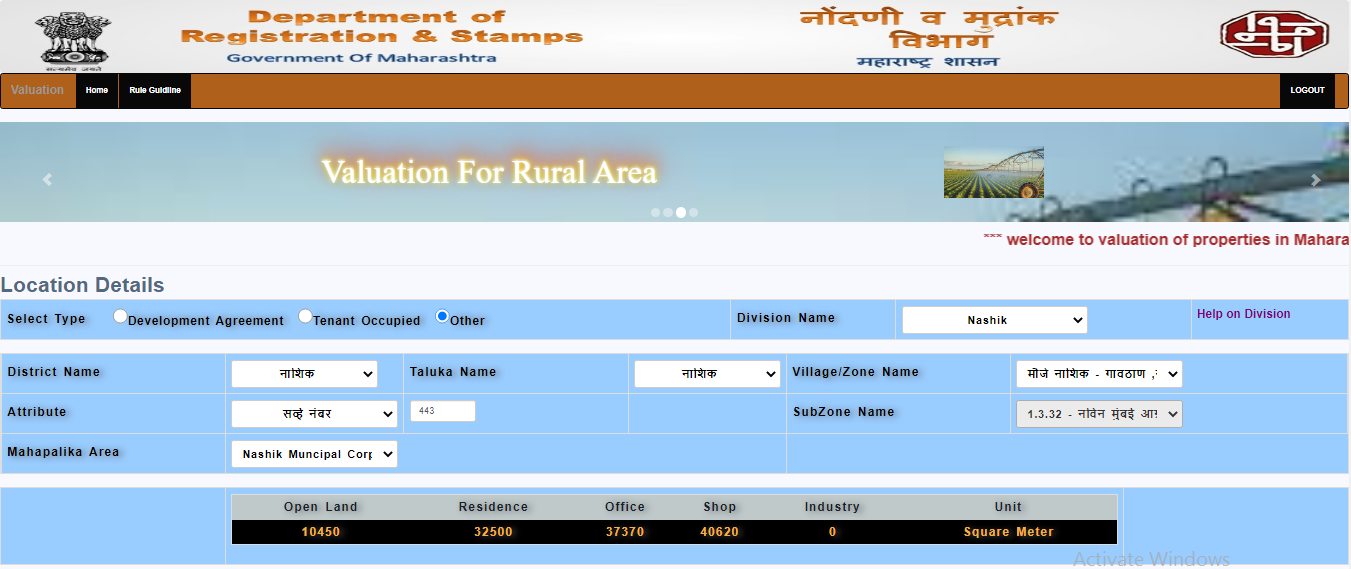 Department of
Registration & Stamps
Government Of Maharashtra
नोंदणी व मुद्रांक
विभाग
महाराष्ट्र शासन
सत्यमेव जयते
Valuation Home Rule Guidline LOGOUT
Valuation For Rural Area
*** welcome to valuation of properties in Mahara
Location Details
Select Type Development Agreement Tenant Occupied Other Division Name Nashik Help on Division
District Name नाशिक Taluka Name नाशिक Village/Zone Name मौजे नाशिक - गावठाण ,
Attribute सर्व्हे नंबर 443 SubZone Name 1.3.32 - नविन मुंबई
Mahapalika Area Nashik Muncipal Corp
Open Land Residence Office Shop Industry Unit
10450 32500 37370 40620 0 Square Meter
Activate Windows